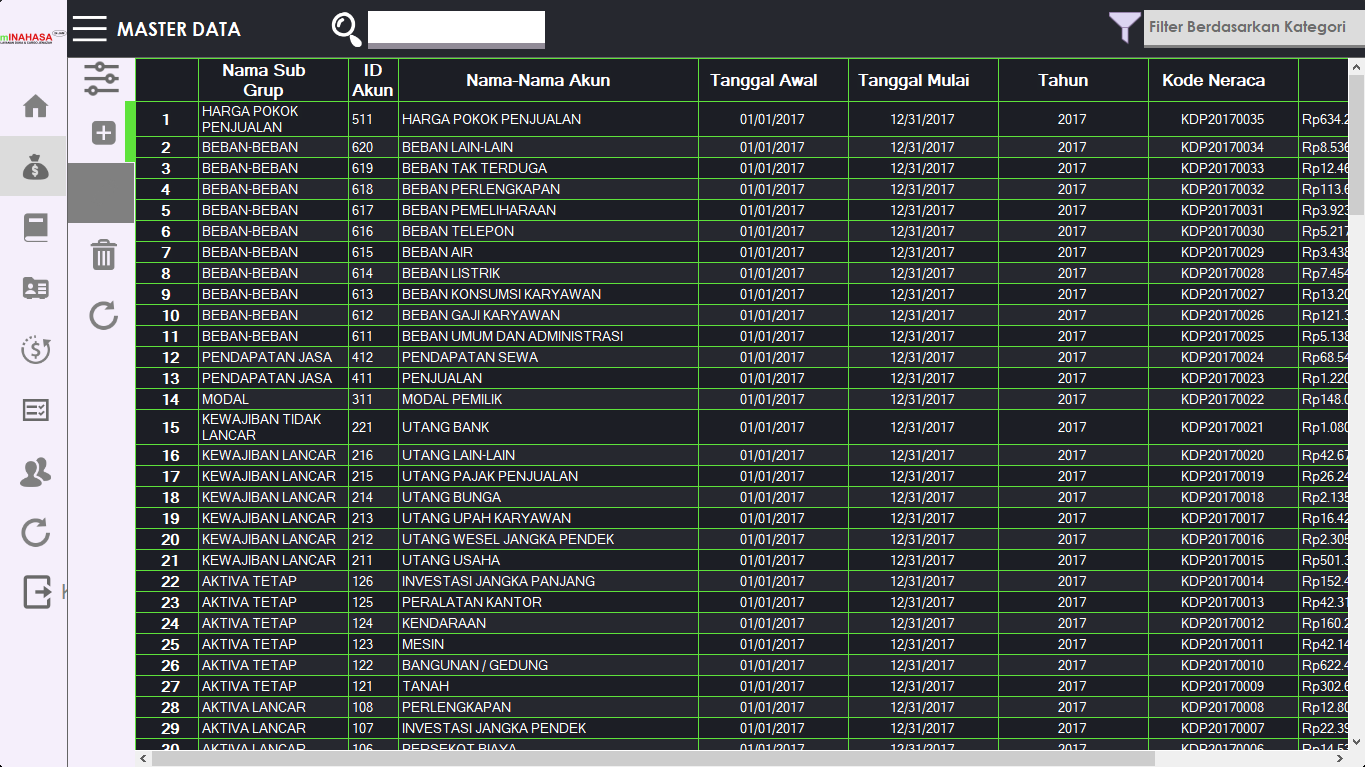 mINAHASA
MASTER DATA
Filter Berdasarkan Kategori
Nama Sub Grup ID Akun Nama-Nama Akun Tanggal Awal Tanggal Mulai Tahun Kode Neraca
1 HARGA POKOK PENJUALAN 511 HARGA POKOK PENJUALAN 01/01/2017 12/31/2017 2017 KDP20170035 Rp634.2
2 BEBAN-BEBAN 620 BEBAN LAIN-LAIN 01/01/2017 12/31/2017 2017 KDP20170034 Rp8.536
3 BEBAN-BEBAN 619 BEBAN TAK TERDUGA 01/01/2017 12/31/2017 2017 KDP20170033 Rp12.46
4 BEBAN-BEBAN 618 BEBAN PERLENGKAPAN 01/01/2017 12/31/2017 2017 KDP20170032 Rp113.6
5 BEBAN-BEBAN 617 BEBAN PEMELIHARAAN 01/01/2017 12/31/2017 2017 KDP20170031 Rp3.923
6 BEBAN-BEBAN 616 BEBAN TELEPON 01/01/2017 12/31/2017 2017 KDP20170030 Rp5.217
7 BEBAN-BEBAN 615 BEBAN AIR 01/01/2017 12/31/2017 2017 KDP20170029 Rp3.438
8 BEBAN-BEBAN 614 BEBAN LISTRIK 01/01/2017 12/31/2017 2017 KDP20170028 Rp7.454
9 BEBAN-BEBAN 613 BEBAN KONSUMSI KARYAWAN 01/01/2017 12/31/2017 2017 KDP20170027 Rp13.20
10 BEBAN-BEBAN 612 BEBAN GAJI KARYAWAN 01/01/2017 12/31/2017 2017 KDP20170026 Rp121.3
11 BEBAN-BEBAN 611 BEBAN UMUM DAN ADMINISTRASI 01/01/2017 12/31/2017 2017 KDP20170025 Rp5.138
12 PENDAPATAN JASA 412 PENDAPATAN SEWA 01/01/2017 12/31/2017 2017 KDP20170024 Rp68.54
13 PENDAPATAN JASA 411 PENJUALAN 01/01/2017 12/31/2017 2017 KDP20170023 Rp1.220
14 MODAL 311 MODAL PEMILIK 01/01/2017 12/31/2017 2017 KDP20170022 Rp148.0
15 KEWAJIBAN TIDAK LANCAR 221 UTANG BANK 01/01/2017 12/31/2017 2017 KDP20170021 Rp1.080
16 KEWAJIBAN LANCAR 216 UTANG LAIN-LAIN 01/01/2017 12/31/2017 2017 KDP20170020 Rp42.67
17 KEWAJIBAN LANCAR 215 UTANG PAJAK PENJUALAN 01/01/2017 12/31/2017 2017 KDP20170019 Rp26.24
18 KEWAJIBAN LANCAR 214 UTANG BUNGA 01/01/2017 12/31/2017 2017 KDP20170018 Rp2.135
19 KEWAJIBAN LANCAR 213 UTANG UPAH KARYAWAN 01/01/2017 12/31/2017 2017 KDP20170017 Rp16.42
20 KEWAJIBAN LANCAR 212 UTANG WESEL JANGKA PENDEK 01/01/2017 12/31/2017 2017 KDP20170016 Rp2.305
21 KEWAJIBAN LANCAR 211 UTANG USAHA 01/01/2017 12/31/2017 2017 KDP20170015 Rp501.3
22 AKTIVA TETAP 126 INVESTASI JANGKA PANJANG 01/01/2017 12/31/2017 2017 KDP20170014 Rp152.4
23 AKTIVA TETAP 125 PERALATAN KANTOR 01/01/2017 12/31/2017 2017 KDP20170013 Rp42.31
24 AKTIVA TETAP 124 KENDARAAN 01/01/2017 12/31/2017 2017 KDP20170012 Rp160.2
25 AKTIVA TETAP 123 MESIN 01/01/2017 12/31/2017 2017 KDP20170011 Rp42.14
26 AKTIVA TETAP 122 BANGUNAN / GEDUNG 01/01/2017 12/31/2017 2017 KDP20170010 Rp622.4
27 AKTIVA TETAP 121 TANAH 01/01/2017 12/31/2017 2017 KDP20170009 Rp302.6
28 AKTIVA LANCAR 108 PERLENGKAPAN 01/01/2017 12/31/2017 2017 KDP20170008 Rp12.80
29 AKTIVA LANCAR 107 INVESTASI JANGKA PENDEK 01/01/2017 12/31/2017 2017 KDP20170007 Rp22.39
AKTIVA LANCAR 106 PERSEKOT BIAYA 01/01/2017 12/31/2017 2017 KDP20170006